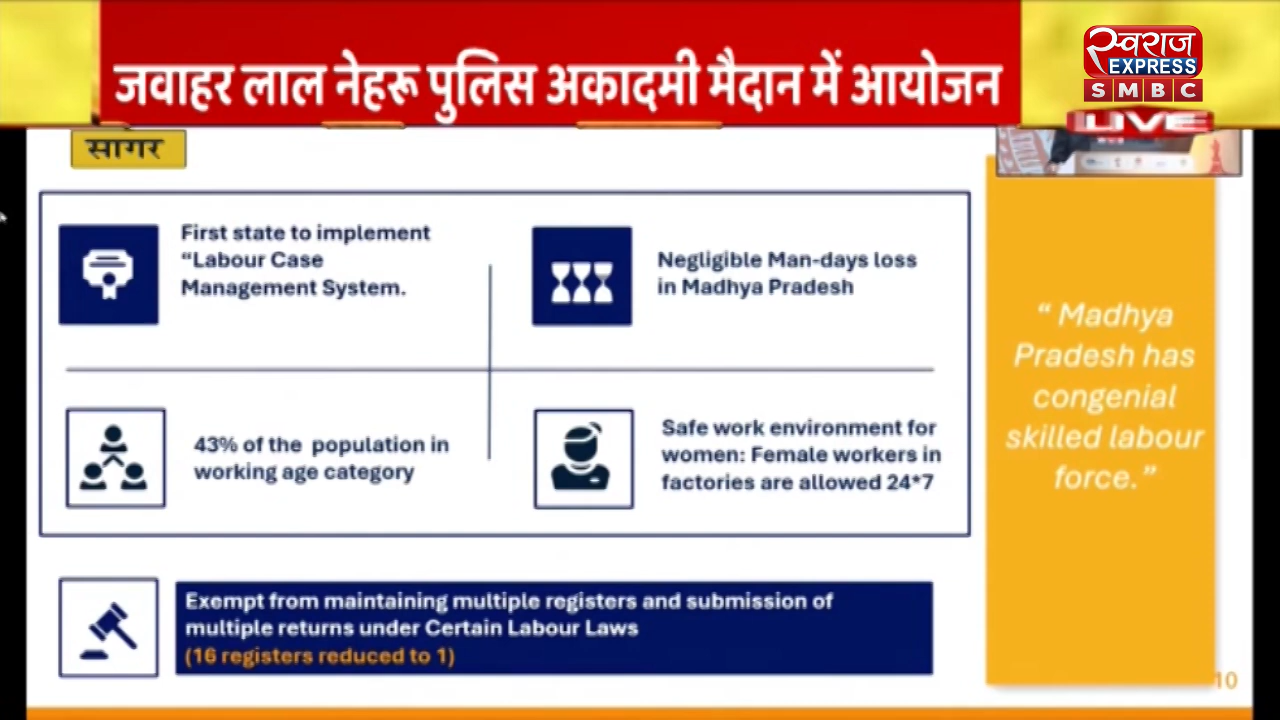 जवाहर लाल नेहरू पुलिस अकादमी मैदान में आयोजन
स्वराज
EXPRESS
SMBC
LIVE
सागर
First state to implement
“Labour Case
Management System.
Negligible Man-days loss
in Madhya Pradesh
43% of the population in
working age category
Safe work environment for
women: Female workers in
factories are allowed 24*7
Exempt from maintaining multiple registers and submission of
multiple returns under Certain Labour Laws
(16 registers reduced to 1)
“ Madhya
Pradesh has
congenial
skilled labour
force.”
10